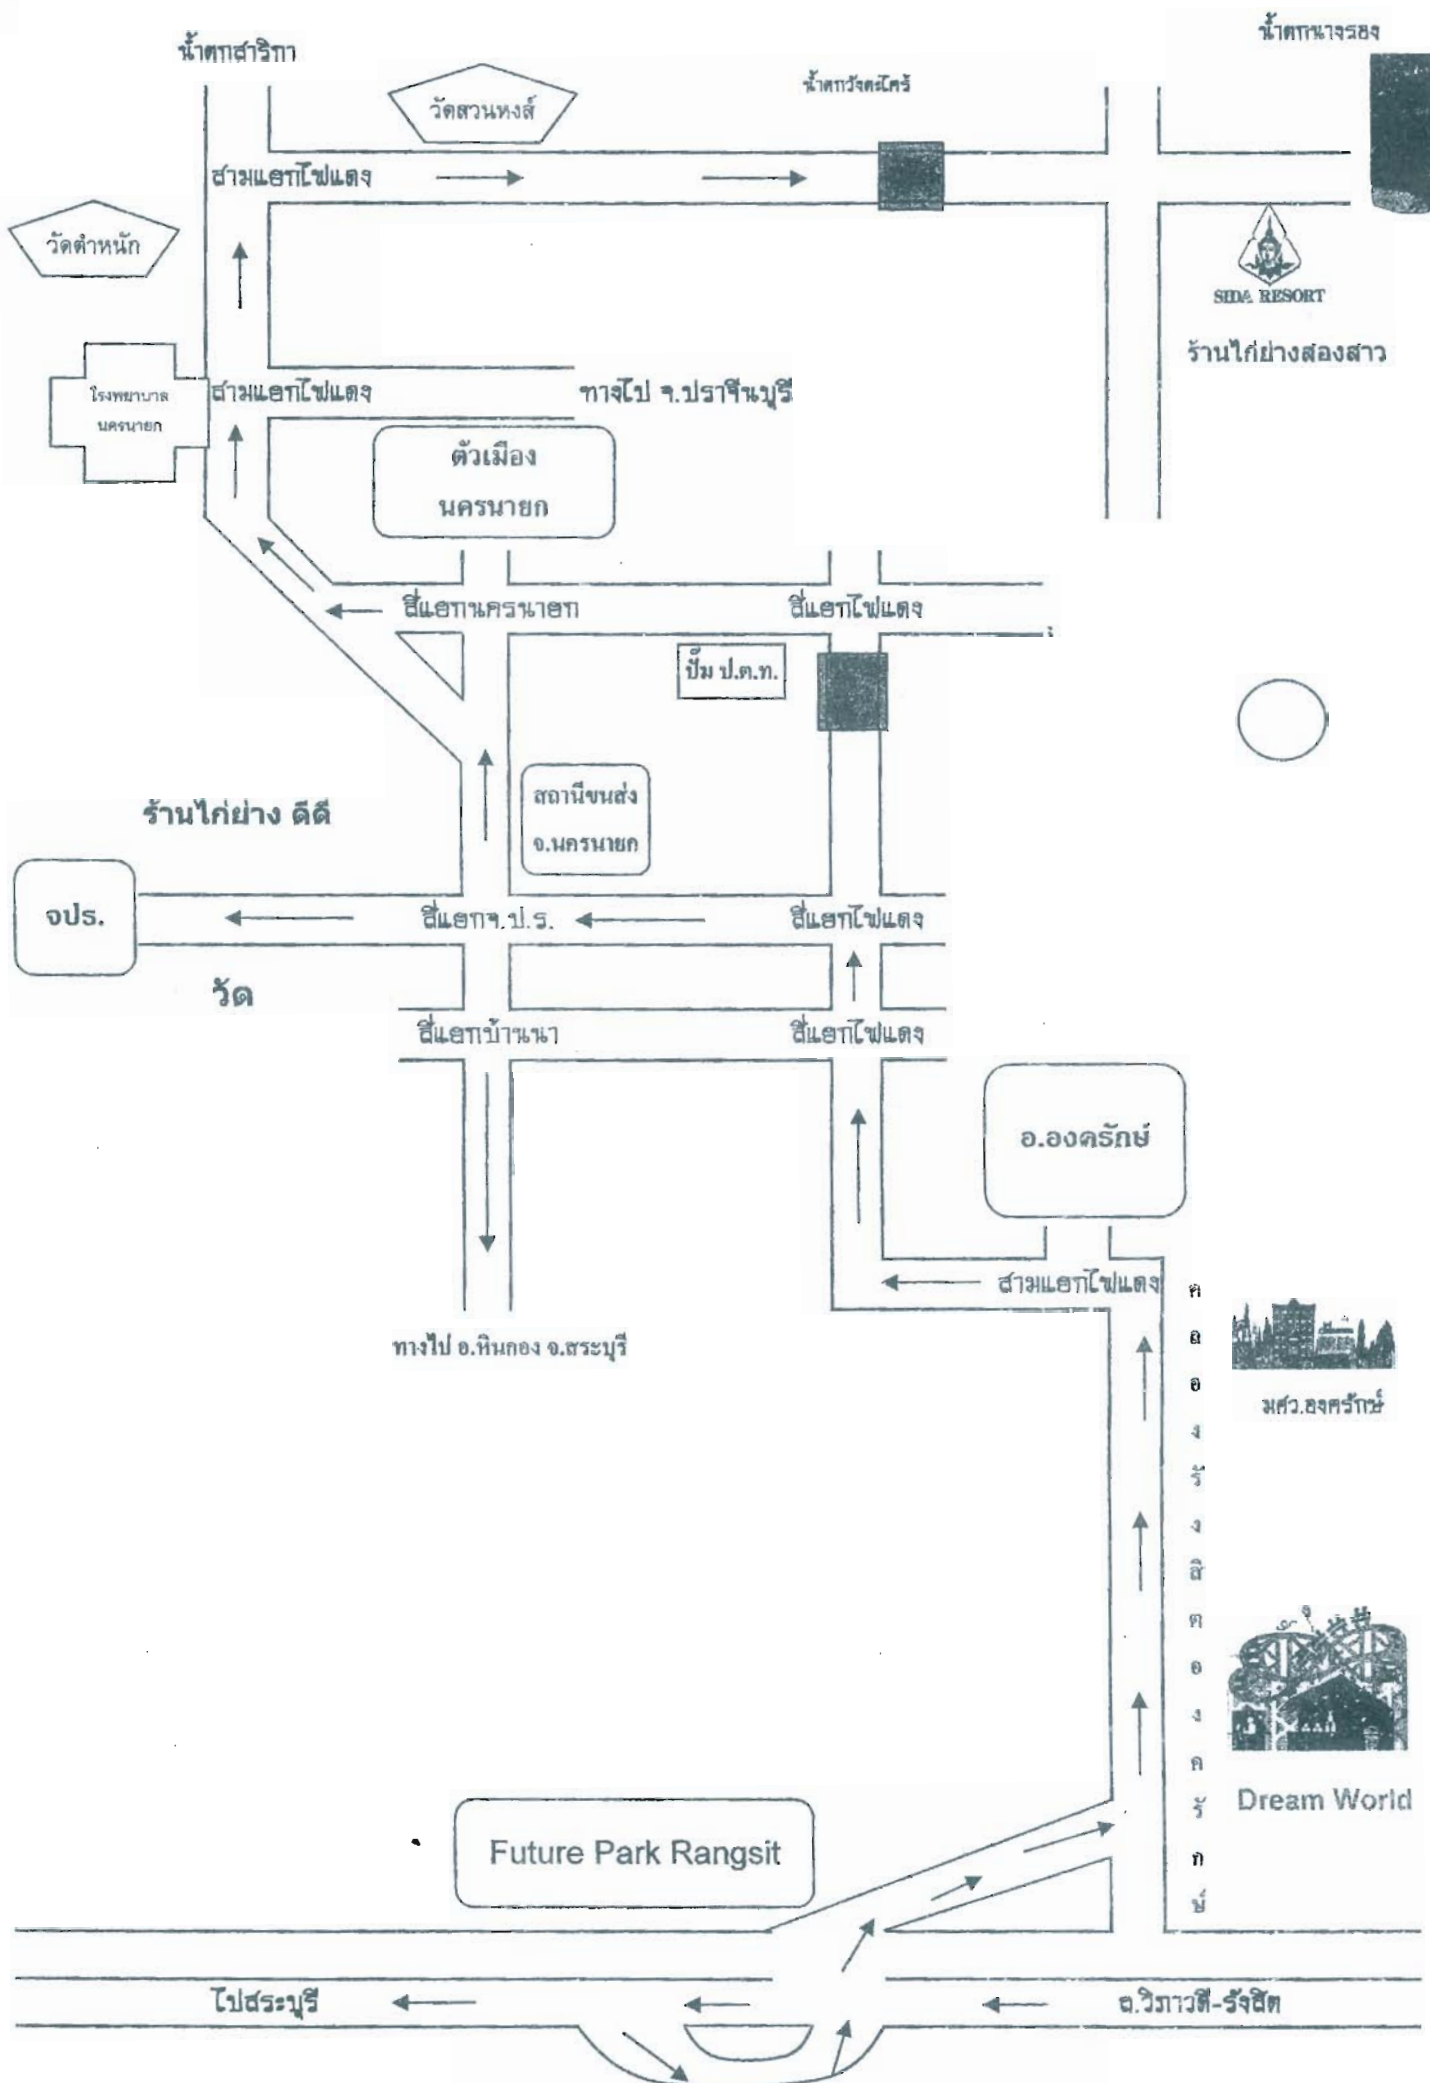 น้ำตกสาริกา
น้ำตกนางรอง
น้ำตกวังตะไคร้
วัดสวนหงส์
สามแยกไฟแดง
วัดตำหนัก
SIDA RESORT
ร้านไก่ย่างสองสาว
โรงพยาบาล
นครนายก
สามแยกไฟแดง
ทางไป จ.ปราจีนบุรี
ตัวเมือง
นครนายก
สี่แยกนครนายก
สี่แยกไฟแดง
ปั๊ม ป.ต.ท.
สถานีขนส่ง
จ.นครนายก
ร้านไก่ย่าง ดีดี
จปร.
สี่แยกจ.ป.ร.
สี่แยกไฟแดง
วัด
สี่แยกบ้านนา
สี่แยกไฟแดง
อ.องครักษ์
สามแยกไฟแดง
ทางไป อ.หินกอง จ.สระบุรี
มศว.องครักษ์
คลองรังสิตองครักษ์
Dream World
Future Park Rangsit
ไปสระบุรี
ถ.วิภาวดี-รังสิต